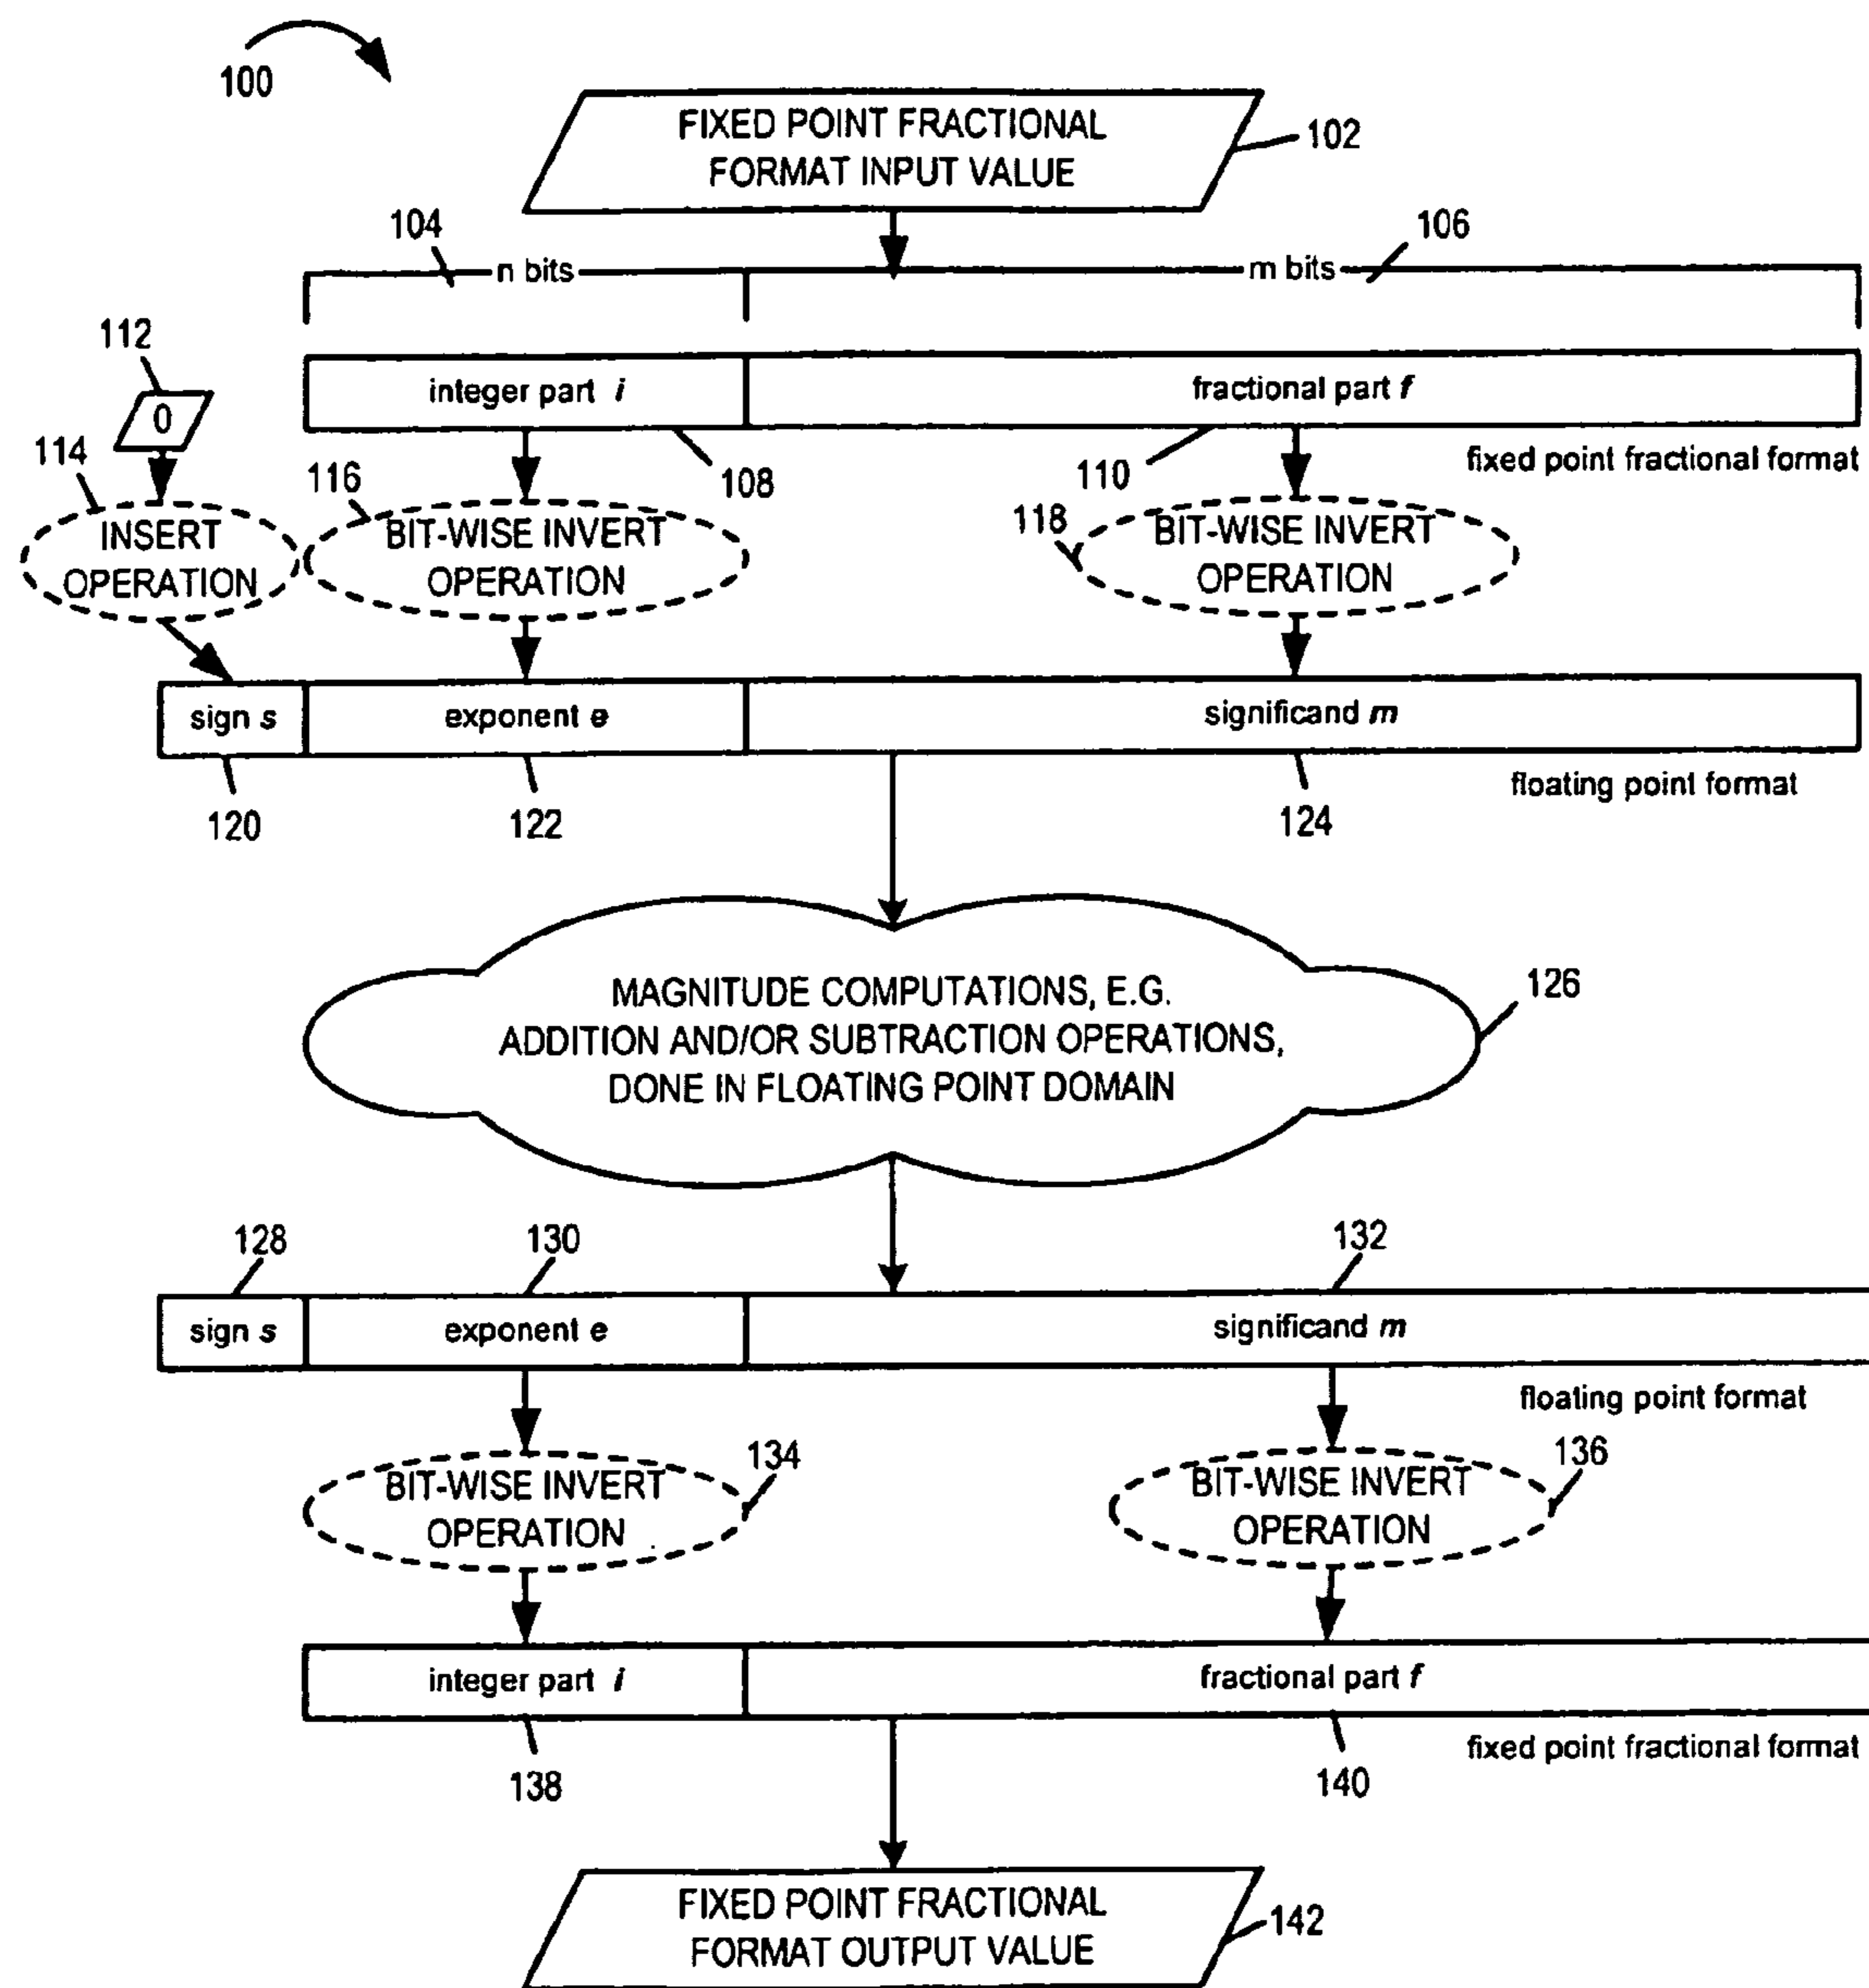 100
FIXED POINT FRACTIONAL
FORMAT INPUT VALUE
102
104
106
n bits
m bits
112
0
integer part i
fractional part f
114
116
108
110
fixed point fractional format
118
INSERT
OPERATION
BIT-WISE INVERT
OPERATION
BIT-WISE INVERT
OPERATION
sign s
exponent e
significand m
floating point format
120
122
124
MAGNITUDE COMPUTATIONS, E.G.
ADDITION AND/OR SUBTRACTION OPERATIONS,
DONE IN FLOATING POINT DOMAIN
126
128
130
132
sign s
exponent e
significand m
floating point format
BIT-WISE INVERT
OPERATION
134
BIT-WISE INVERT
OPERATION
136
integer part i
fractional part f
138
140
fixed point fractional format
FIXED POINT FRACTIONAL
FORMAT OUTPUT VALUE
142